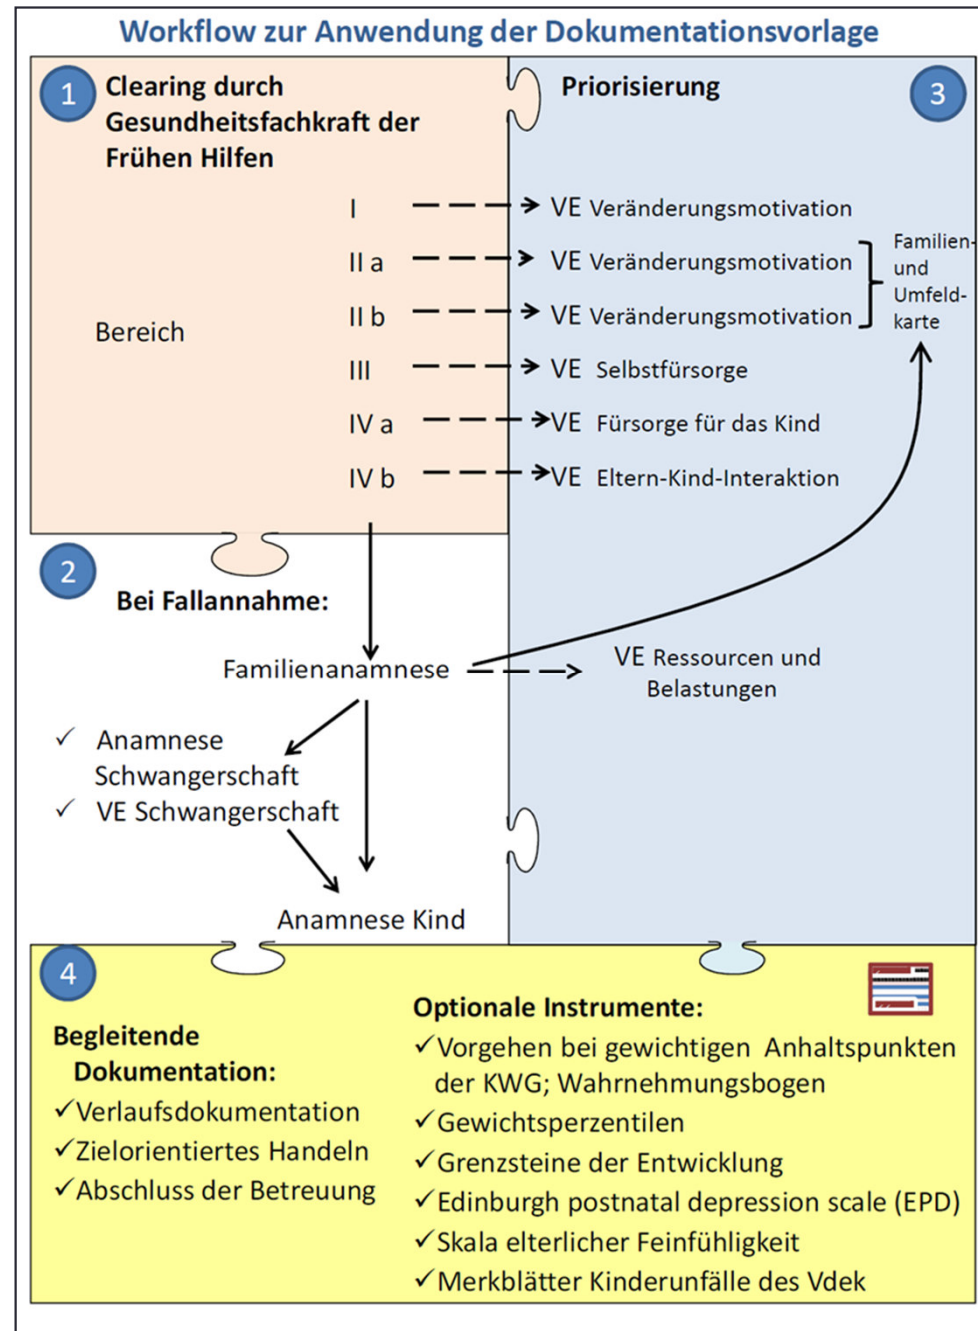 Workflow zur Anwendung der Dokumentationsvorlage
1
Clearing durch
Gesundheitsfachkraft der
Frühen Hilfen
Bereich
I
II a
II b
III
IV a
IV b
Priorisierung
3
VE Veränderungsmotivation
VE Veränderungsmotivation
VE Veränderungsmotivation
VE Selbstfürsorge
VE Fürsorge für das Kind
VE Eltern-Kind-Interaktion
Familien-
und
Umfeld-
karte
2
Bei Fallannahme:
Familienanamnese
VE Ressourcen und
Belastungen
✓ Anamnese
Schwangerschaft
✓ VE Schwangerschaft
Anamnese Kind
4
Begleitende
Dokumentation:
✓Verlaufsdokumentation
✓Zielorientiertes Handeln
✓Abschluss der Betreuung
Optionale Instrumente:
✓Vorgehen bei gewichtigen Anhaltspunkten
der KWG; Wahrnehmungsbogen
✓Gewichtsperzentilen
✓Grenzsteine der Entwicklung
✓Edinburgh postnatal depression scale (EPD)
✓Skala elterlicher Feinfühligkeit
✓Merkblätter Kinderunfälle des Vdek